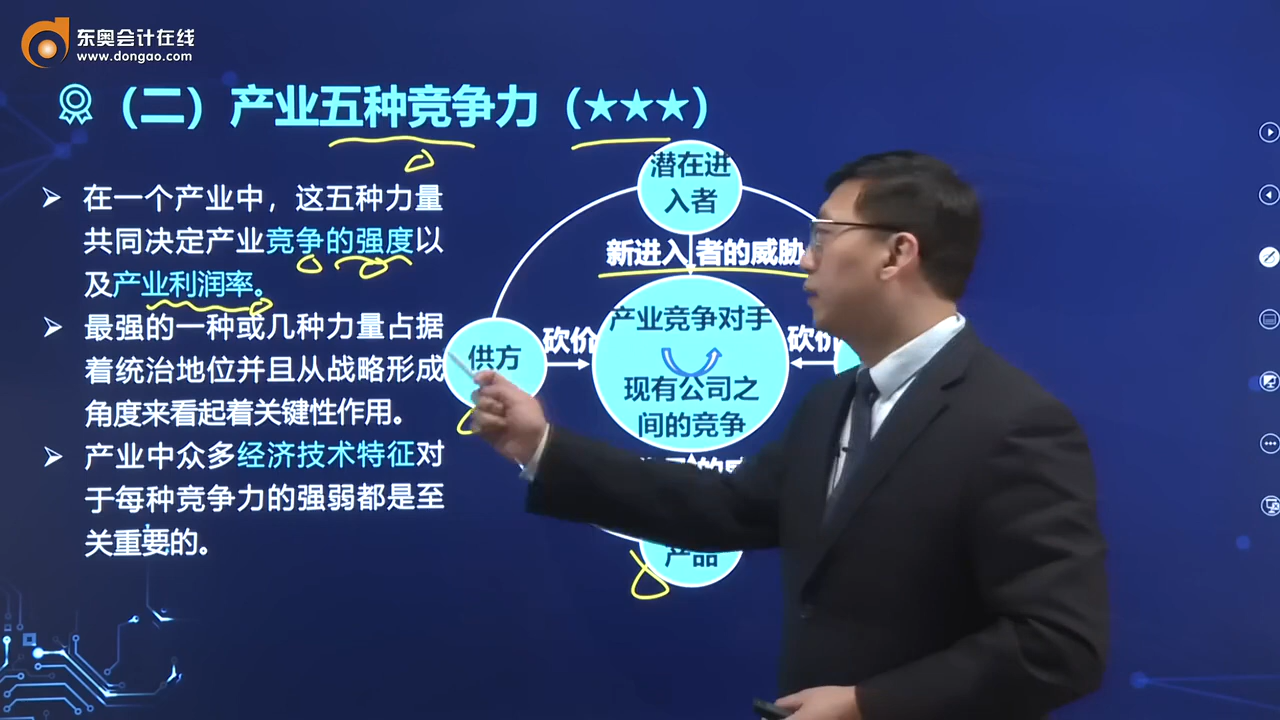 东奥会计在线
www.dongao.com
（二）产业五种竞争力（★★★）
在一个产业中，这五种力量
共同决定产业竞争的强度以
及产业利润率。
最强的一种或几种力量占据
着统治地位并且从战略形成
角度来看起着关键性作用。
产业中众多经济技术特征对
于每种竞争力的强弱都是至
关重要的。
潜在进
入者
新进入者的威胁
供方
砍价
产业竞争对手
现有公司之
间的竞争
砍价
产品